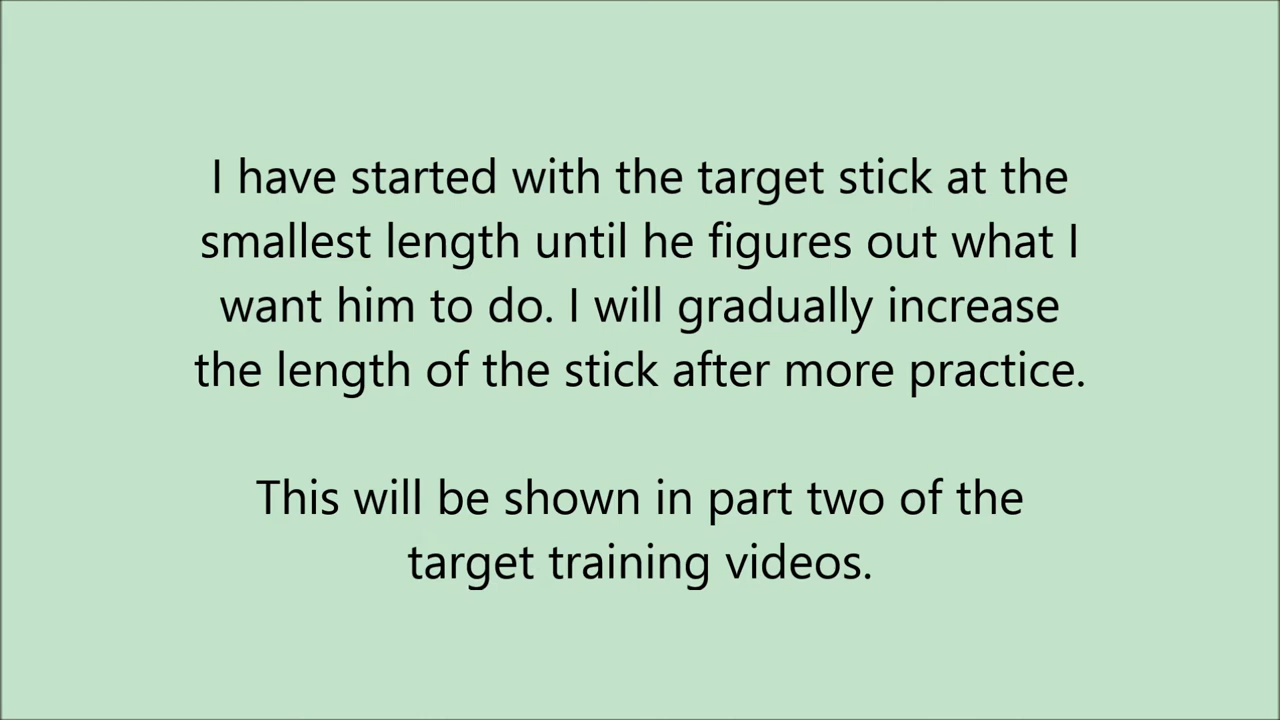 I have started with the target stick at the
smallest length until he figures out what I
want him to do. I will gradually increase
the length of the stick after more practice.
This will be shown in part two of the
target training videos.